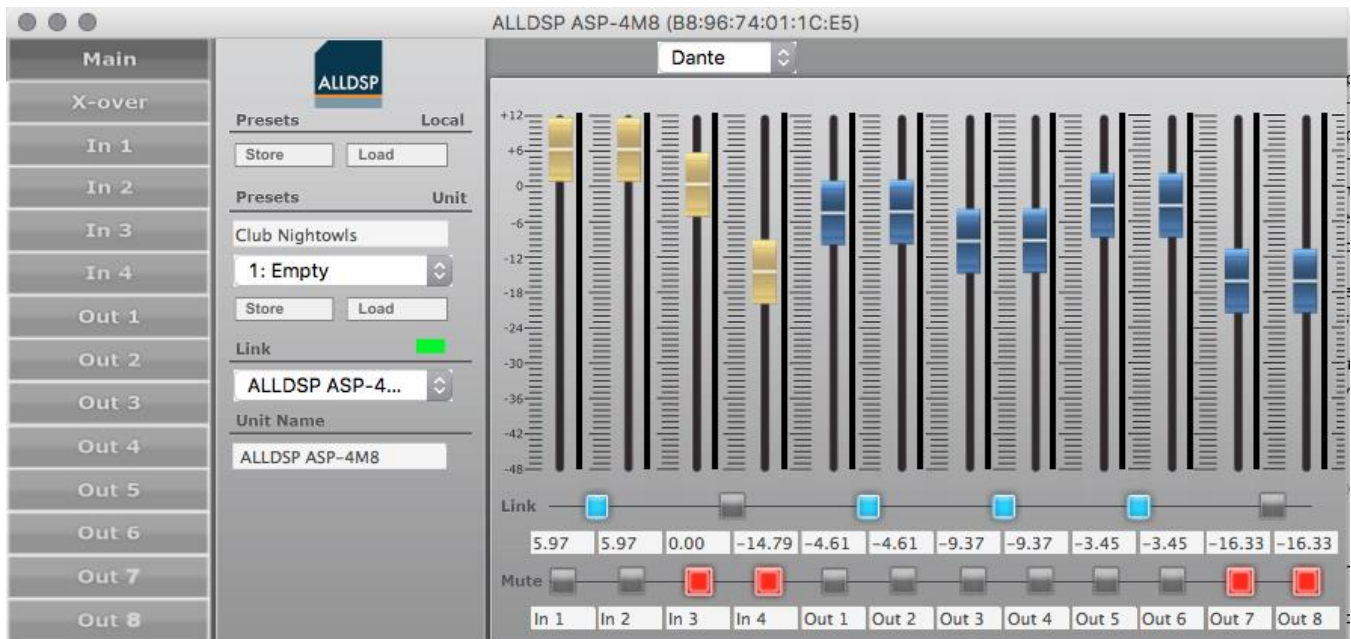 ALLDSP ASP-4M8 (B8:96:74:01:1C:E5)
Main
X-over
In 1
In 2
In 3
In 4
Out 1
Out 2
Out 3
Out 4
Out 5
Out 6
Out 7
Out 8
ALLDSP
Presets Local
Store Load
Presets Unit
Club Nightowls
1: Empty
Store Load
Link
ALLDSP ASP-4...
Unit Name
ALLDSP ASP-4M8
Dante
+12
+6
0
-6
-12
-18
-24
-30
-36
-42
-48
Link
5.97 5.97 0.00 -14.79 -4.61 -4.61 -9.37 -9.37 -3.45 -3.45 -16.33 -16.33
Mute
In 1 In 2 In 3 In 4 Out 1 Out 2 Out 3 Out 4 Out 5 Out 6 Out 7 Out 8